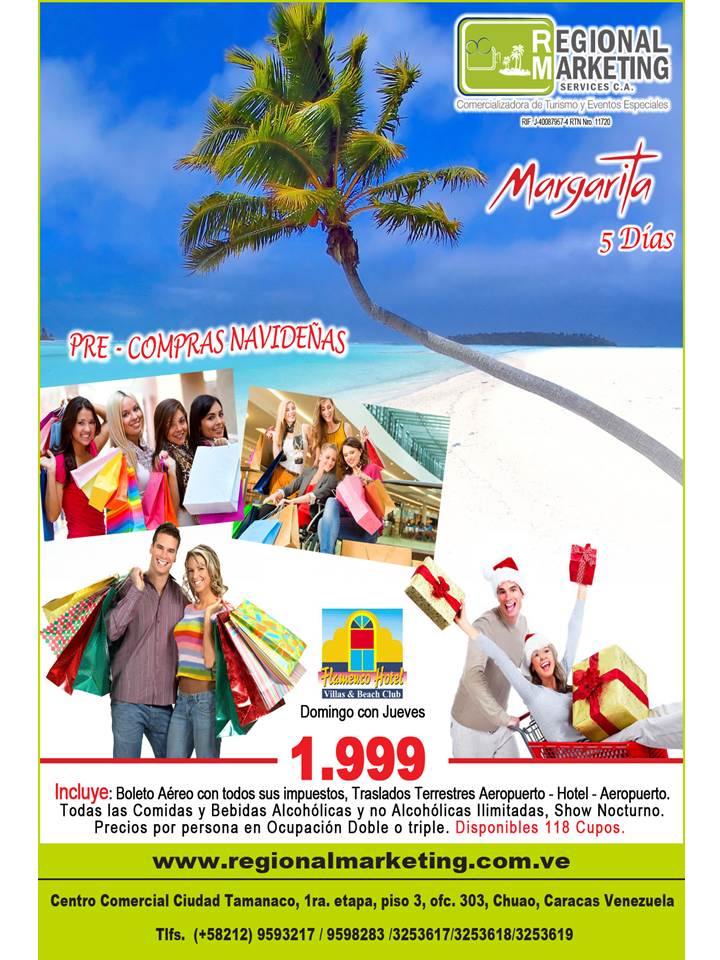 REGIONAL
MARKETING
SERVICES C.A.
Comercializadora de Turismo y Eventos Especiales
RIF. J-40087957-4 RTN Nro. 11720
Margarita
5 Días
PRE - COMPRAS NAVIDEÑAS
Flamenco Hotel
Villas & Beach Club
Domingo con Jueves
1.999
Incluye: Boleto Aéreo con todos sus impuestos, Traslados Terrestres Aeropuerto - Hotel - Aeropuerto.
Todas las Comidas y Bebidas Alcohólicas y no Alcohólicas Ilimitadas, Show Nocturno.
Precios por persona en Ocupación Doble o triple. Disponibles 118 Cupos.
www.regionalmarketing.com.ve
Centro Comercial Ciudad Tamanaco, 1ra. etapa, piso 3, ofc. 303, Chuao, Caracas Venezuela
Tlfs. (+58212) 9593217 / 9598283 /3253617/3253618/3253619